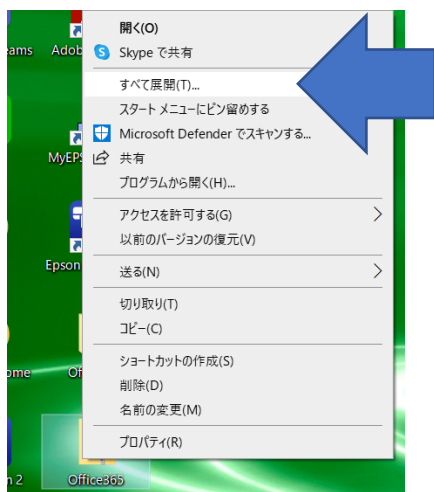 開く(O)
eams Adob
Skype で共有
すべて展開(T)...
スタート メニューにピン留めする
Microsoft Defender でスキャンする...
MyEPS
共有
プログラムから開く(H)...
アクセスを許可する(G)
以前のバージョンの復元(V)
Epson
送る(N)
切り取り(T)
コピー(C)
ショートカットの作成(S)
ome Of
削除(D)
名前の変更(M)
プロパティ(R)
n 2 Office365